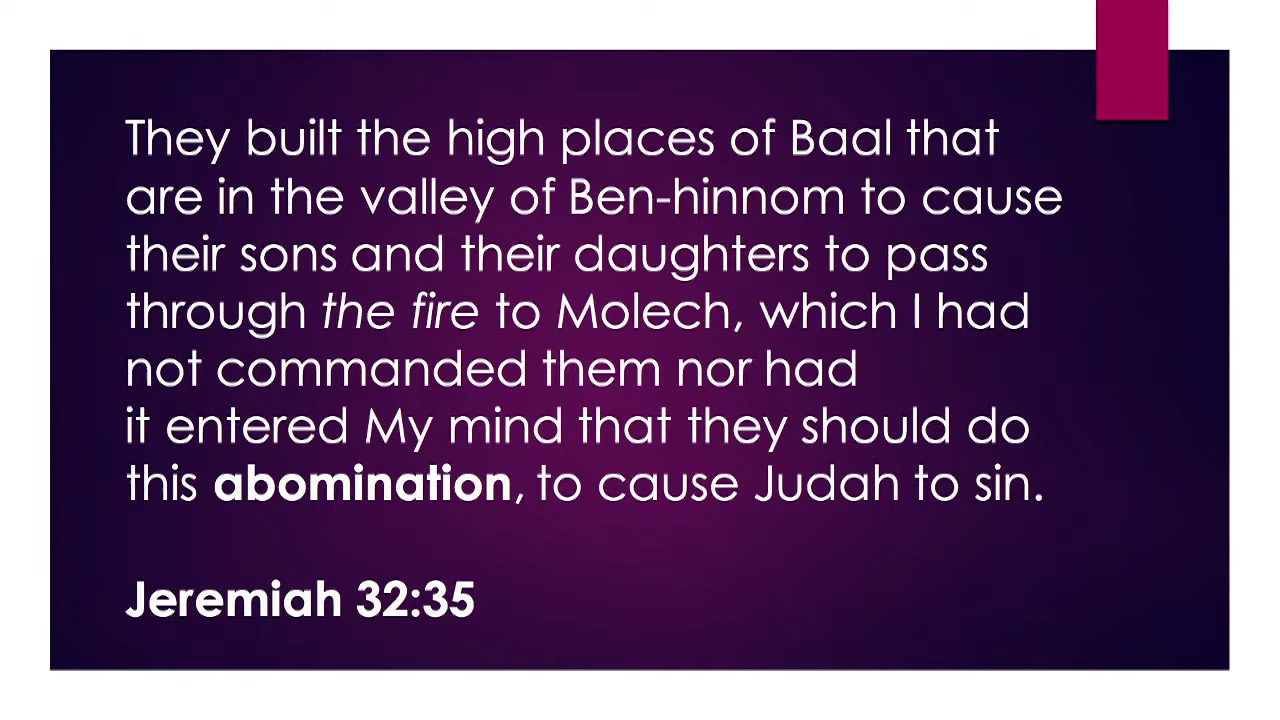 They built the high places of Baal that
are in the valley of Ben-hinnom to cause
their sons and their daughters to pass
through the fire to Molech, which I had
not commanded them nor had
it entered My mind that they should do
this abomination, to cause Judah to sin.
Jeremiah 32:35